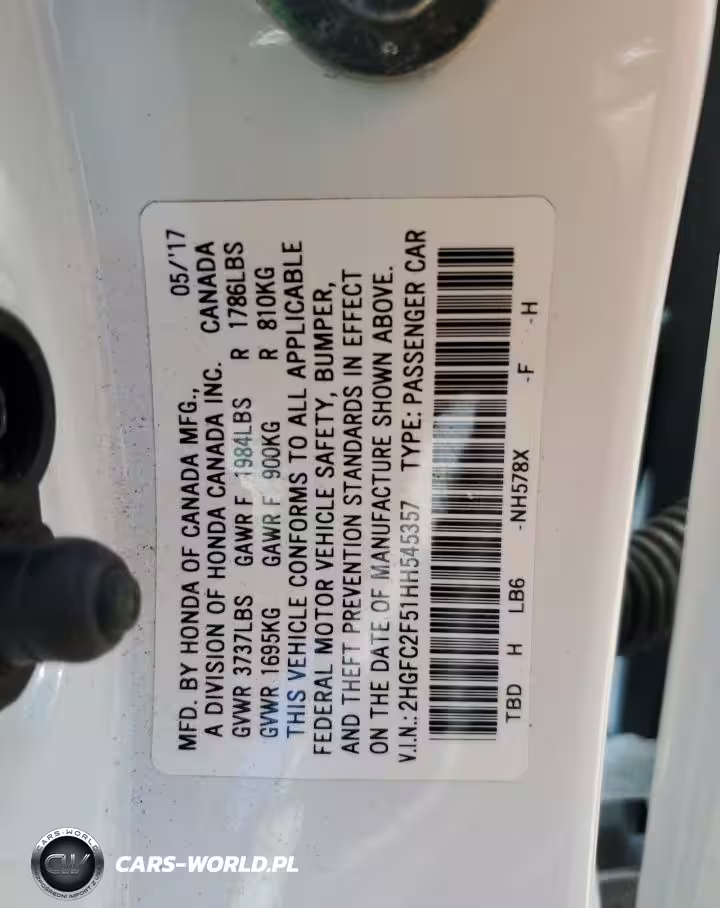 MFD. BY HONDA OF CANADA MFG., 05/'17
A DIVISION OF HONDA CANADA INC. CANADA
GVWR 3737LBS GAWR F 1984LBS R 1786LBS
GVWR 1695KG GAWR F 900KG R 810KG
THIS VEHICLE CONFORMS TO ALL APPLICABLE
FEDERAL MOTOR VEHICLE SAFETY, BUMPER,
AND THEFT PREVENTION STANDARDS IN EFFECT
ON THE DATE OF MANUFACTURE SHOWN ABOVE.
V.I.N.: 2HGFC2F51HH545357 TYPE: PASSENGER CAR
TBD H LB6 -NH578X -F -H
CARS-WORLD
CW
CARS-WORLD.PL